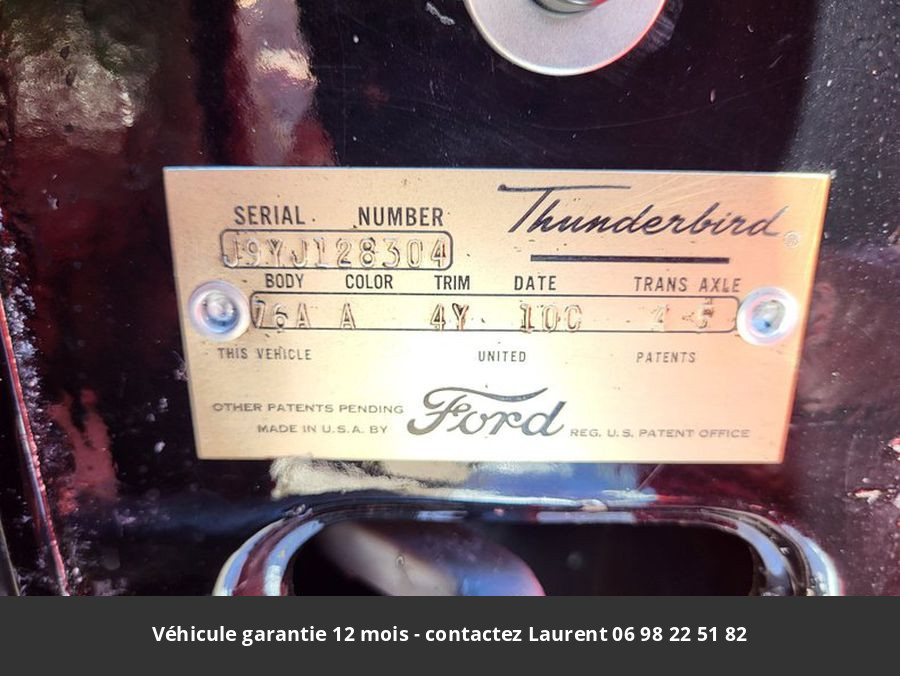 Thunderbird®
SERIAL NUMBER
J9YJ128304
BODY COLOR TRIM DATE TRANS AXLE
76A A 4Y 10C
THIS VEHICLE UNITED PATENTS
OTHER PATENTS PENDING
MADE IN U.S.A. BY Ford REG. U.S. PATENT OFFICE
Véhicule garantie 12 mois - contactez Laurent 06 98 22 51 82